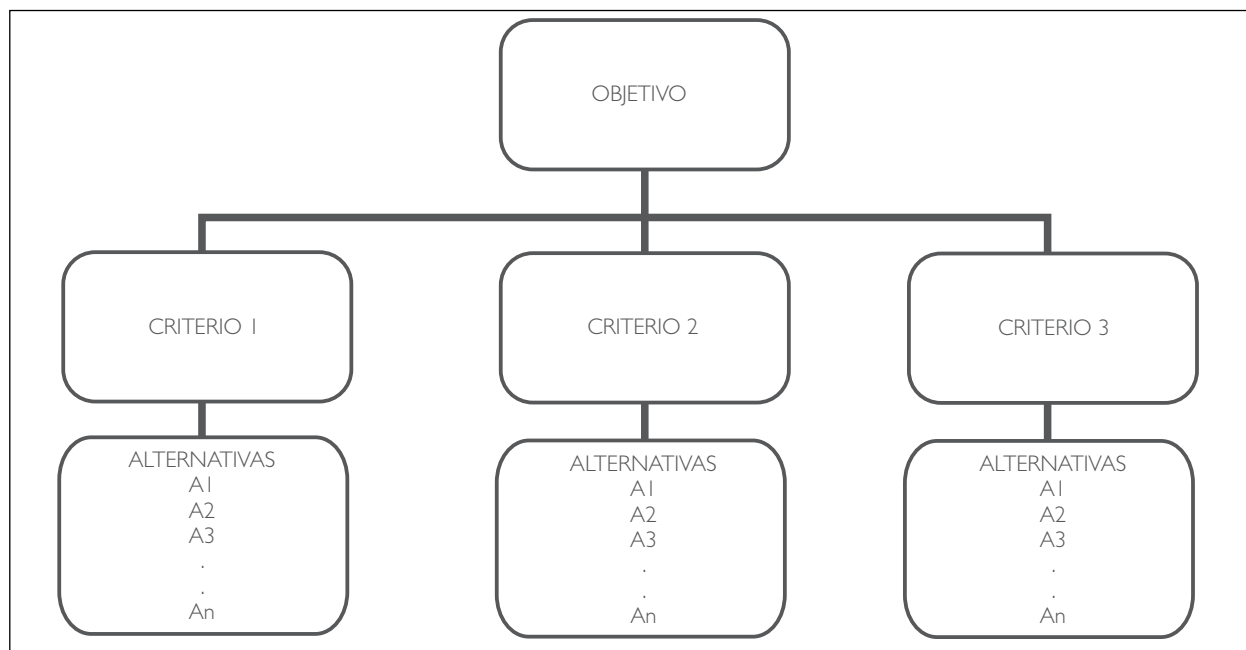 OBJETIVO
CRITERIO 1
CRITERIO 2
CRITERIO 3
ALTERNATIVAS
A1
A2
A3
.
.
An
ALTERNATIVAS
A1
A2
A3
.
.
An
ALTERNATIVAS
A1
A2
A3
.
.
An